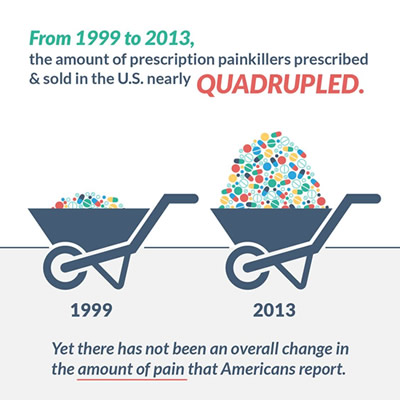 From 1999 to 2013,
the amount of prescription painkillers prescribed
& sold in the U.S. nearly QUADRUPLED.
1999
2013
Yet there has not been an overall change in
the amount of pain that Americans report.